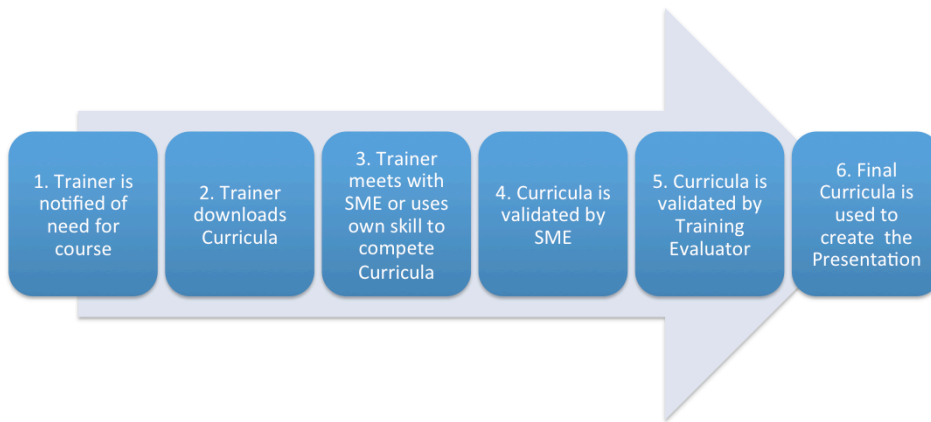 1. Trainer is
notified of
need for
course
2. Trainer
downloads
Curricula
3. Trainer
meets with
SME or uses
own skill to
compete
Curricula
4. Curricula is
validated by
SME
5. Curricula is
validated by
Training
Evaluator
6. Final
Curricula is
used to
create the
Presentation